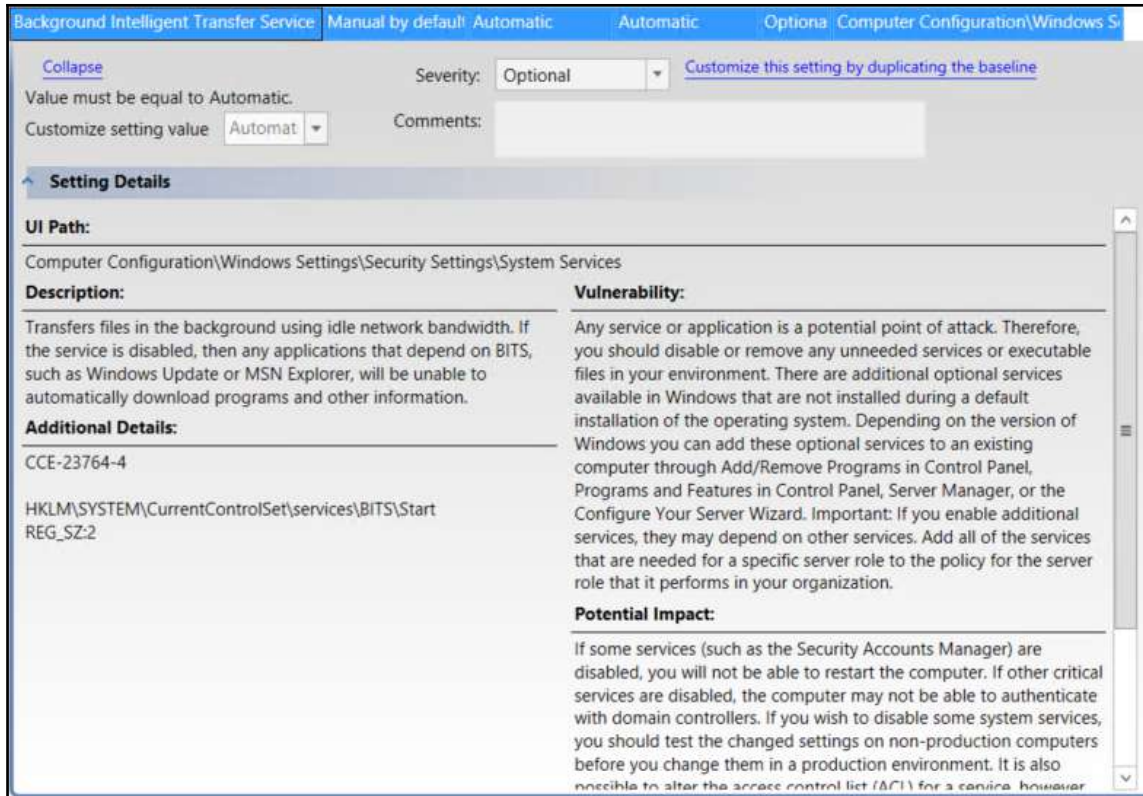 Background Intelligent Transfer Service Manual by default Automatic Automatic Optiona Computer Configuration\Windows S
Collapse
Severity: Optional
Customize this setting by duplicating the baseline
Value must be equal to Automatic.
Customize setting value Automat
Comments:
Setting Details
UI Path:
Computer Configuration\Windows Settings\Security Settings\System Services
Description:
Transfers files in the background using idle network bandwidth. If
the service is disabled, then any applications that depend on BITS,
such as Windows Update or MSN Explorer, will be unable to
automatically download programs and other information.
Additional Details:
CCE-23764-4
HKLM\SYSTEM\CurrentControlSet\services\BITS\Start
REG_SZ:2
Vulnerability:
Any service or application is a potential point of attack. Therefore,
you should disable or remove any unneeded services or executable
files in your environment. There are additional optional services
available in Windows that are not installed during a default
installation of the operating system. Depending on the version of
Windows you can add these optional services to an existing
computer through Add/Remove Programs in Control Panel,
Programs and Features in Control Panel, Server Manager, or the
Configure Your Server Wizard. Important: If you enable additional
services, they may depend on other services. Add all of the services
that are needed for a specific server role to the policy for the server
role that it performs in your organization.
Potential Impact:
If some services (such as the Security Accounts Manager) are
disabled, you will not be able to restart the computer. If other critical
services are disabled, the computer may not be able to authenticate
with domain controllers. If you wish to disable some system services,
you should test the changed settings on non-production computers
before you change them in a production environment. It is also
possible to alter the access control list (ACL) for a service, however